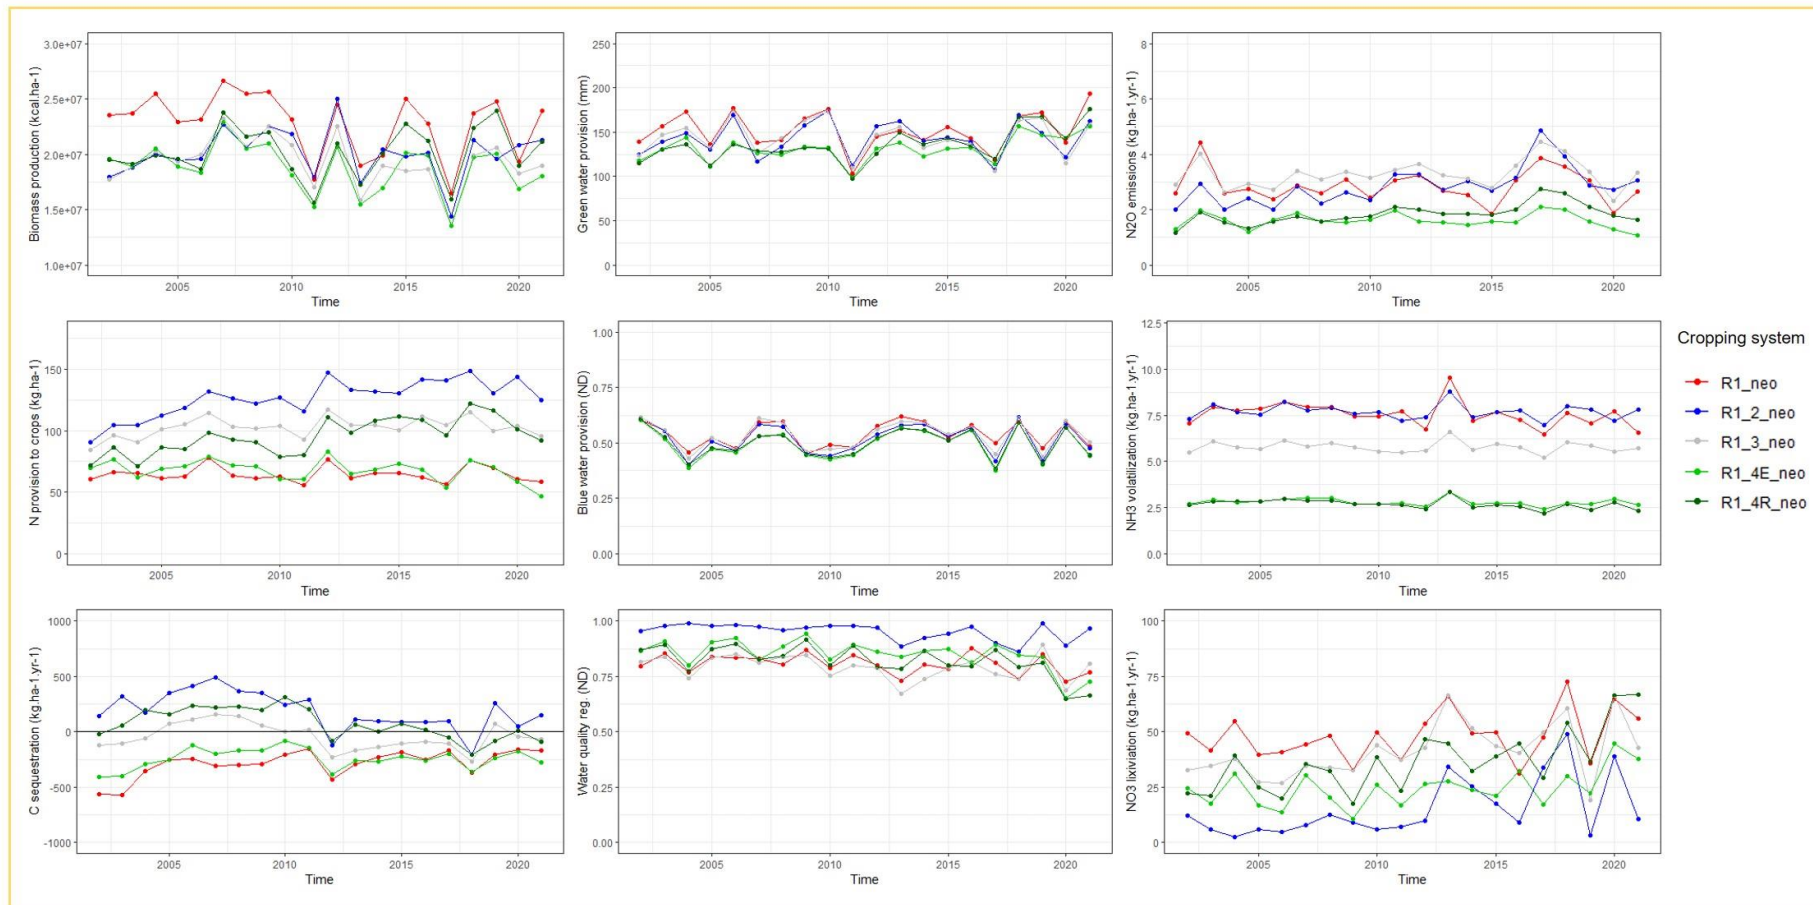 Biomass production (kcal.ha-1)
3.0e+07
2.5e+07
2.0e+07
1.5e+07
1.0e+07
2005 2010 2015 2020
Time
Green water provision (mm)
250
200
150
100
50
0
2005 2010 2015 2020
Time
N2O emissions (kg.ha-1.yr-1)
8
6
4
2
0
2005 2010 2015 2020
Time
N provision to crops (kg.ha-1)
150
100
50
0
2005 2010 2015 2020
Time
Blue water provision (ND)
1.00
0.75
0.50
0.25
0.00
2005 2010 2015 2020
Time
NH3 volatilization (kg.ha-1.yr-1)
12.5
10.0
7.5
5.0
2.5
0.0
2005 2010 2015 2020
Time
C sequestration (kg.ha-1.yr-1)
1000
500
0
-500
-1000
2005 2010 2015 2020
Time
Water quality reg. (ND)
1.00
0.75
0.50
0.25
0.00
2005 2010 2015 2020
Time
NO3 lixiviation (kg.ha-1.yr-1)
100
75
50
25
0
2005 2010 2015 2020
Time
Cropping system
R1_neo
R1_2_neo
R1_3_neo
R1_4E_neo
R1_4R_neo